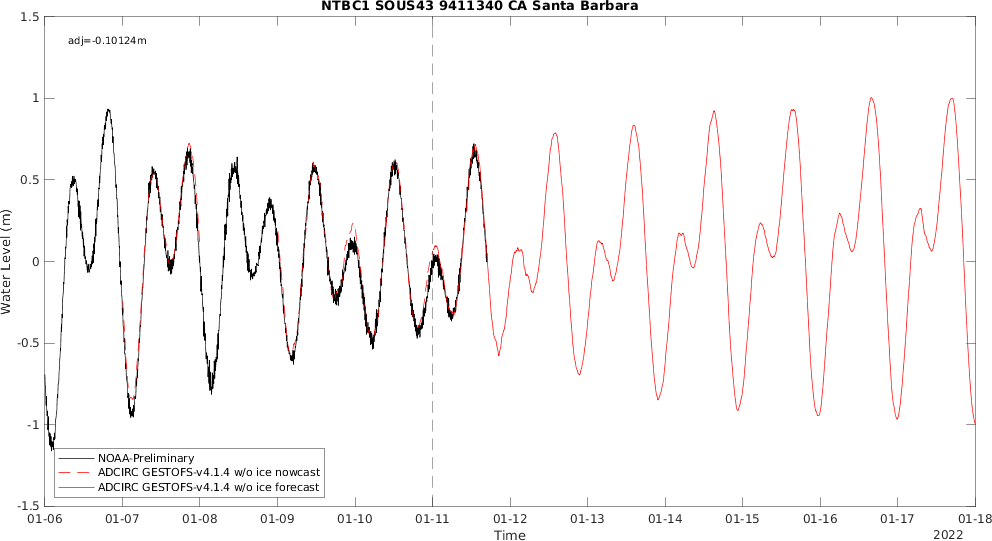 NTBC1 SOUS43 9411340 CA Santa Barbara
adj=-0.10124m
1.5
1
0.5
0
-0.5
-1
-1.5
Water Level (m)
NOAA-Preliminary
ADCIRC GESTOFS-v4.1.4 w/o ice nowcast
ADCIRC GESTOFS-v4.1.4 w/o ice forecast
01-06 01-07 01-08 01-09 01-10 01-11 01-12 01-13 01-14 01-15 01-16 01-17 01-18
Time
2022